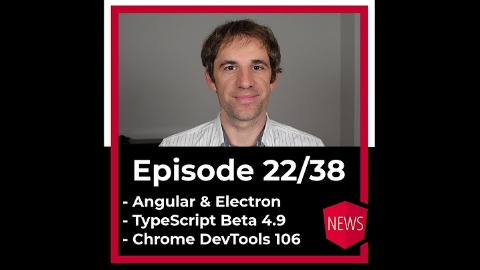 Episode 22/38
- Angular & Electron
- TypeScript Beta 4.9
- Chrome DevTools 106
NEWS